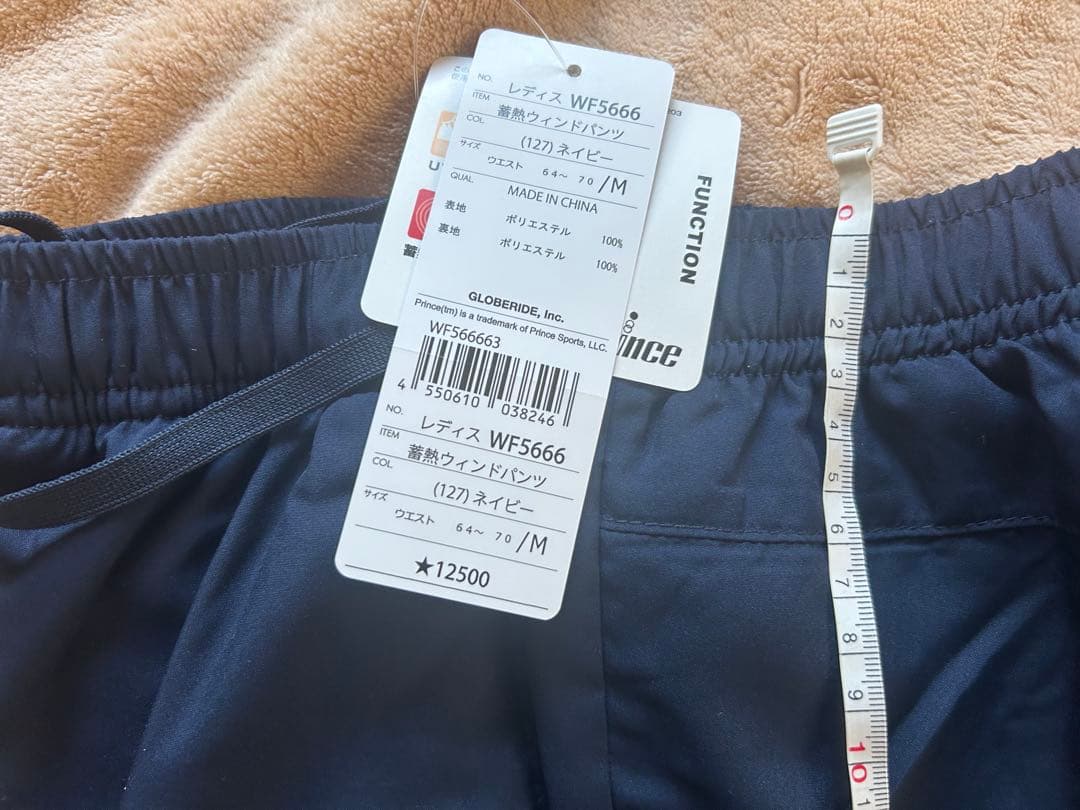 NO. レディス WF5666
ITEM 蓄熱ウィンドパンツ
COL (127)ネイビー
サイズ ウエスト 64～ 70/M
QUAL. MADE IN CHINA
表地 ポリエステル 100%
裏地 ポリエステル 100%
GLOBERIDE, Inc.
Prince(tm) is a trademark of Prince Sports, LLC.
WF566663
4 550610 038246
NO. レディス WF5666
ITEM 蓄熱ウィンドパンツ
COL (127)ネイビー
サイズ ウエスト 64～ 70/M
★12500
FUNCTION
nce
U
蓄
0
1
2
3
4
5
6
7
8
9
10
1